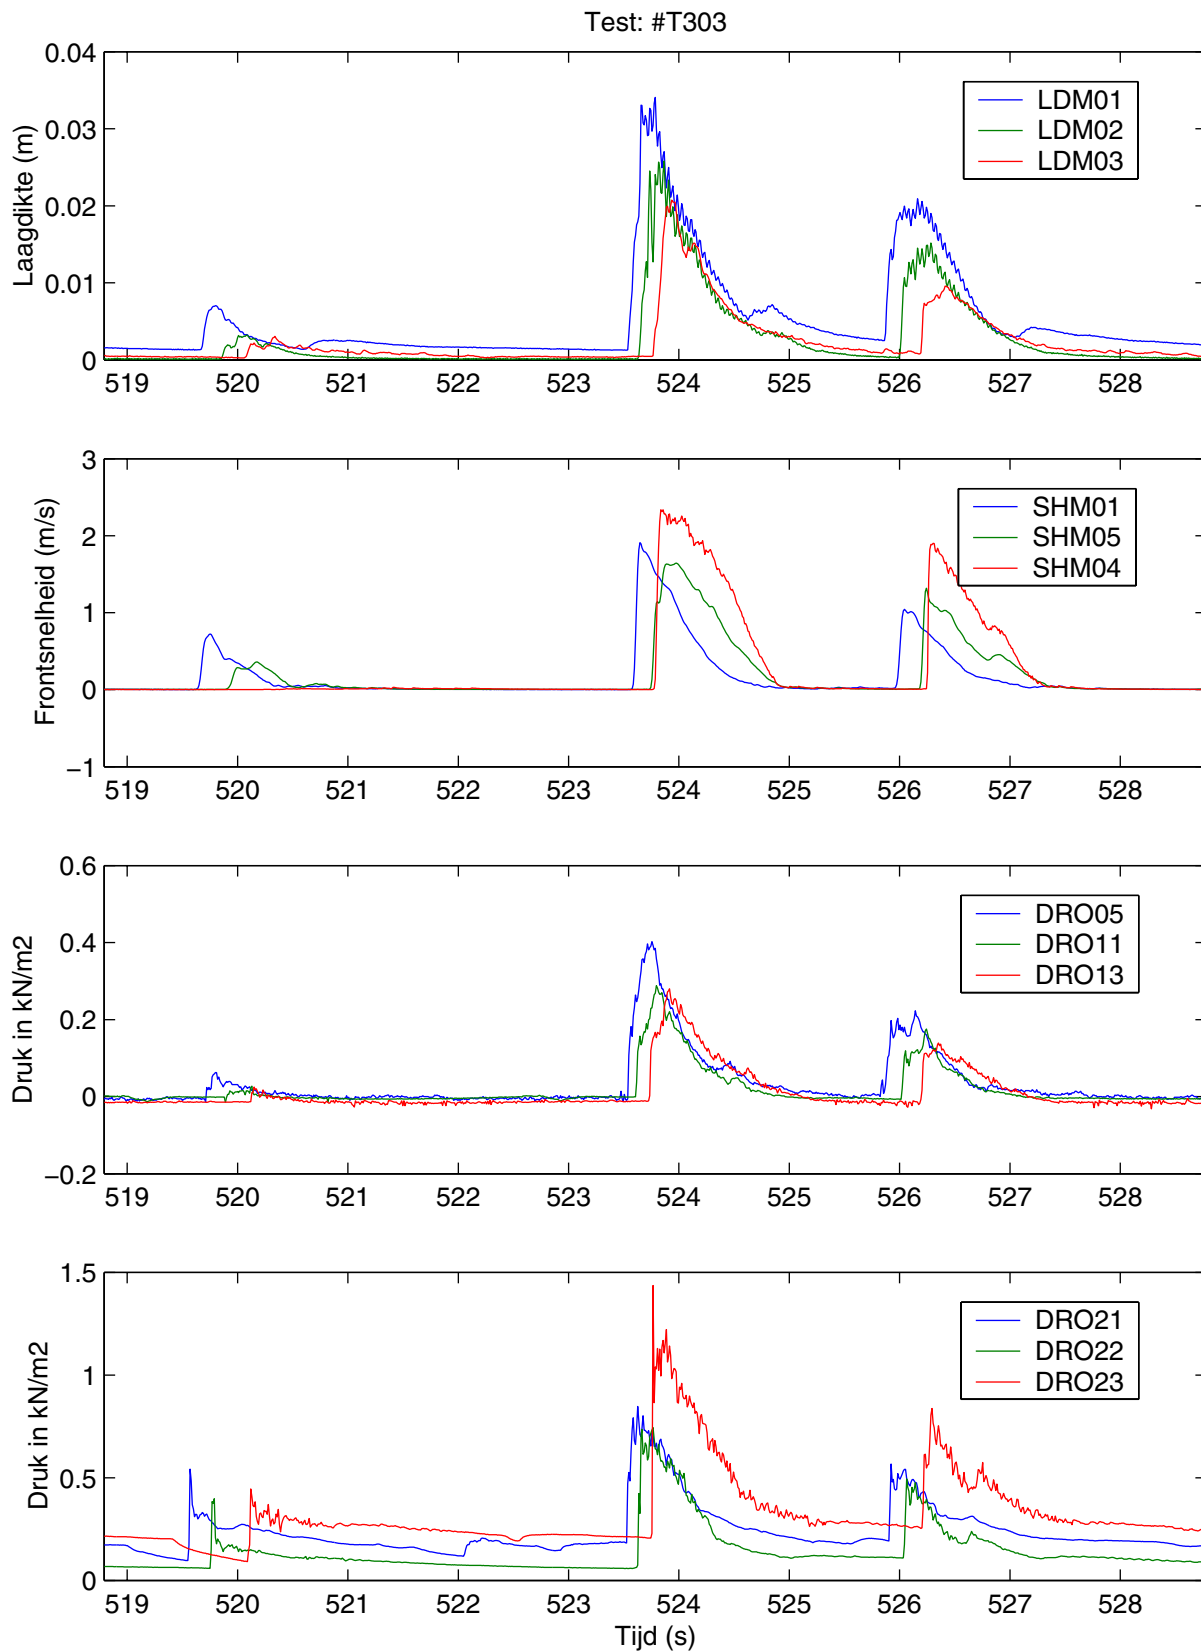 Test: #T303
0.04
0.03
0.02
0.01
0
Laagdikte (m)
LDM01
LDM02
LDM03
519 520 521 522 523 524 525 526 527 528
3
2
1
0
−1
Frontsnelheid (m/s)
SHM01
SHM05
SHM04
519 520 521 522 523 524 525 526 527 528
0.6
0.4
0.2
0
−0.2
Druk in kN/m2
DRO05
DRO11
DRO13
519 520 521 522 523 524 525 526 527 528
1.5
1
0.5
0
Druk in kN/m2
DRO21
DRO22
DRO23
519 520 521 522 523 524 525 526 527 528
Tijd (s)